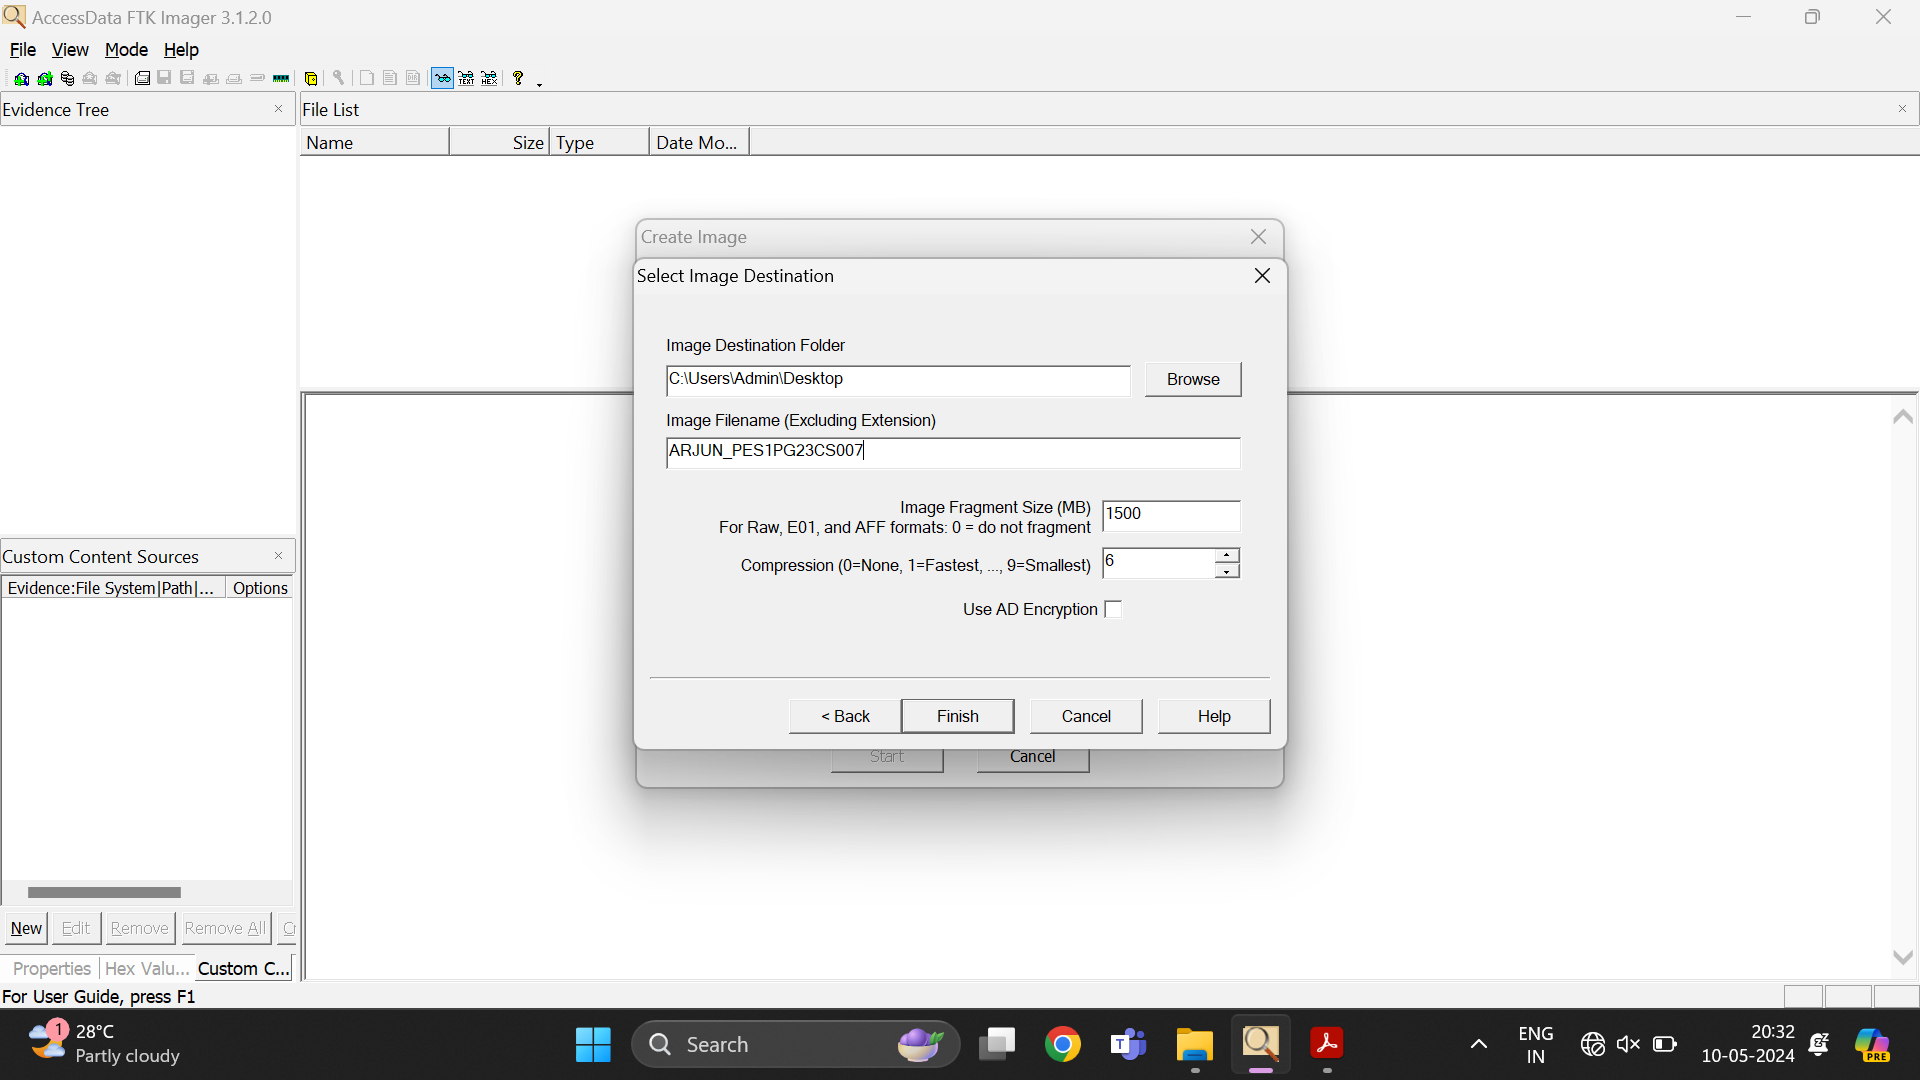 AccessData FTK Imager 3.1.2.0
File View Mode Help
Evidence Tree
File List
Name Size Type Date Mo...
Create Image
Select Image Destination
Image Destination Folder
C:\Users\Admin\Desktop Browse
Image Filename (Excluding Extension)
ARJUN_PES1PG23CS007
Image Fragment Size (MB) 1500
For Raw, E01, and AFF formats: 0 = do not fragment
Compression (0=None, 1=Fastest, ..., 9=Smallest) 6
Use AD Encryption
< Back Finish Cancel Help
Start Cancel
Custom Content Sources
Evidence:File System|Path|... Options
New Edit Remove Remove All Cr
Properties Hex Valu... Custom C...
For User Guide, press F1
1 28°C
Partly cloudy
Search
ENG
IN
20:32
10-05-2024
PRE